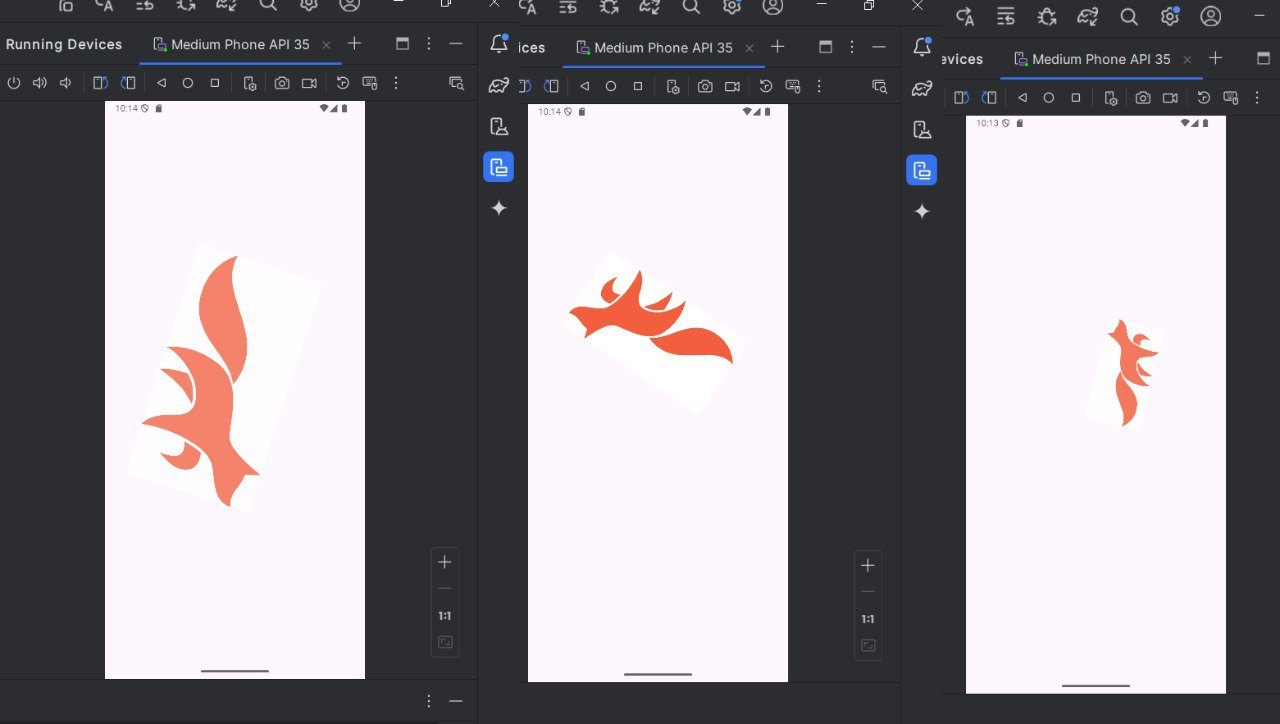 Running Devices
Medium Phone API 35
10:14
1:1
ices
Medium Phone API 35
10:14
1:1
evices
Medium Phone API 35
10:13